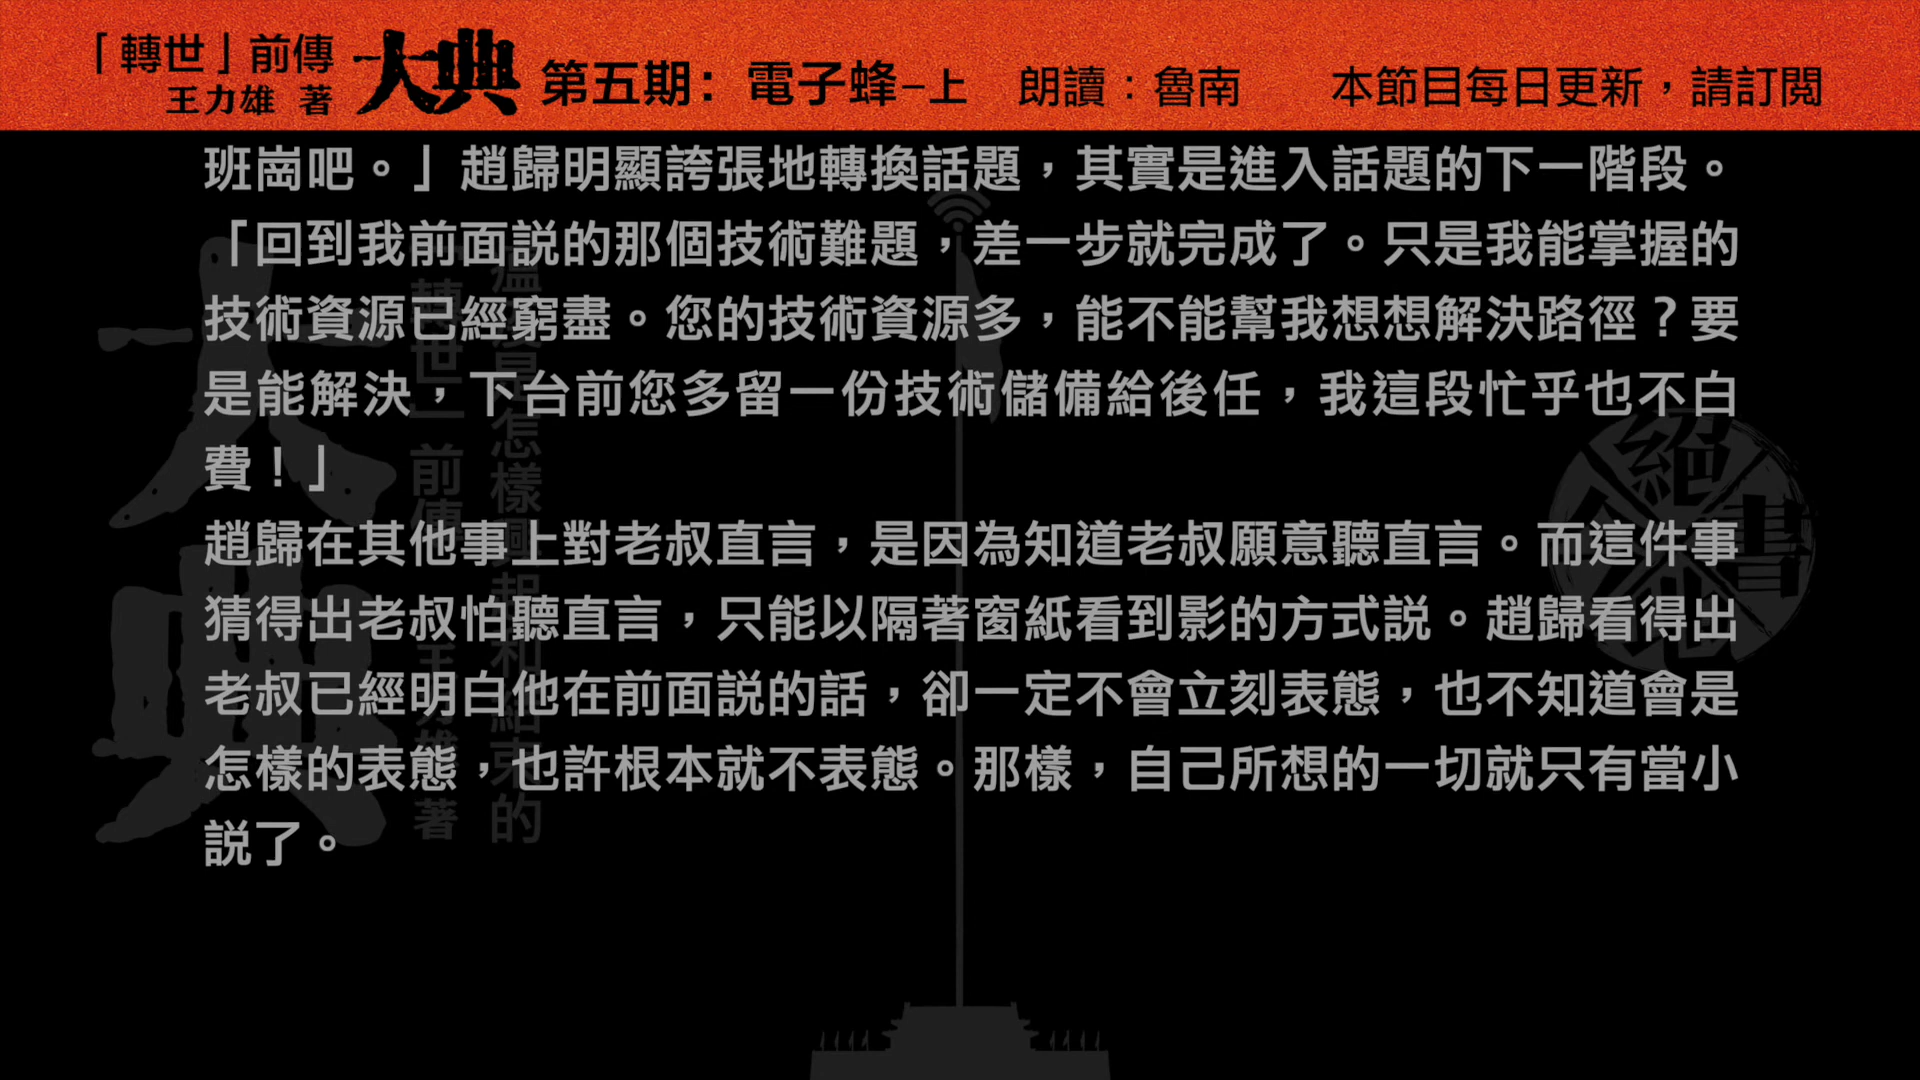 「轉世」前傳
王力雄 著
大典
第五期：電子蜂–上 朗讀：魯南 本節目每日更新，請訂閱
班崗吧。」趙歸明顯誇張地轉換話題，其實是進入話題的下一階段。
「回到我前面説的那個技術難題，差一步就完成了。只是我能掌握的
技術資源已經窮盡。您的技術資源多，能不能幫我想想解決路徑？要
是能解決，下台前您多留一份技術儲備給後任，我這段忙乎也不白
費！」
趙歸在其他事上對老叔直言，是因為知道老叔願意聽直言。而這件事
猜得出老叔怕聽直言，只能以隔著窗紙看到影的方式説。趙歸看得出
老叔已經明白他在前面説的話，卻一定不會立刻表態，也不知道會是
怎樣的表態，也許根本就不表態。那樣，自己所想的一切就只有當小
説了。
大典